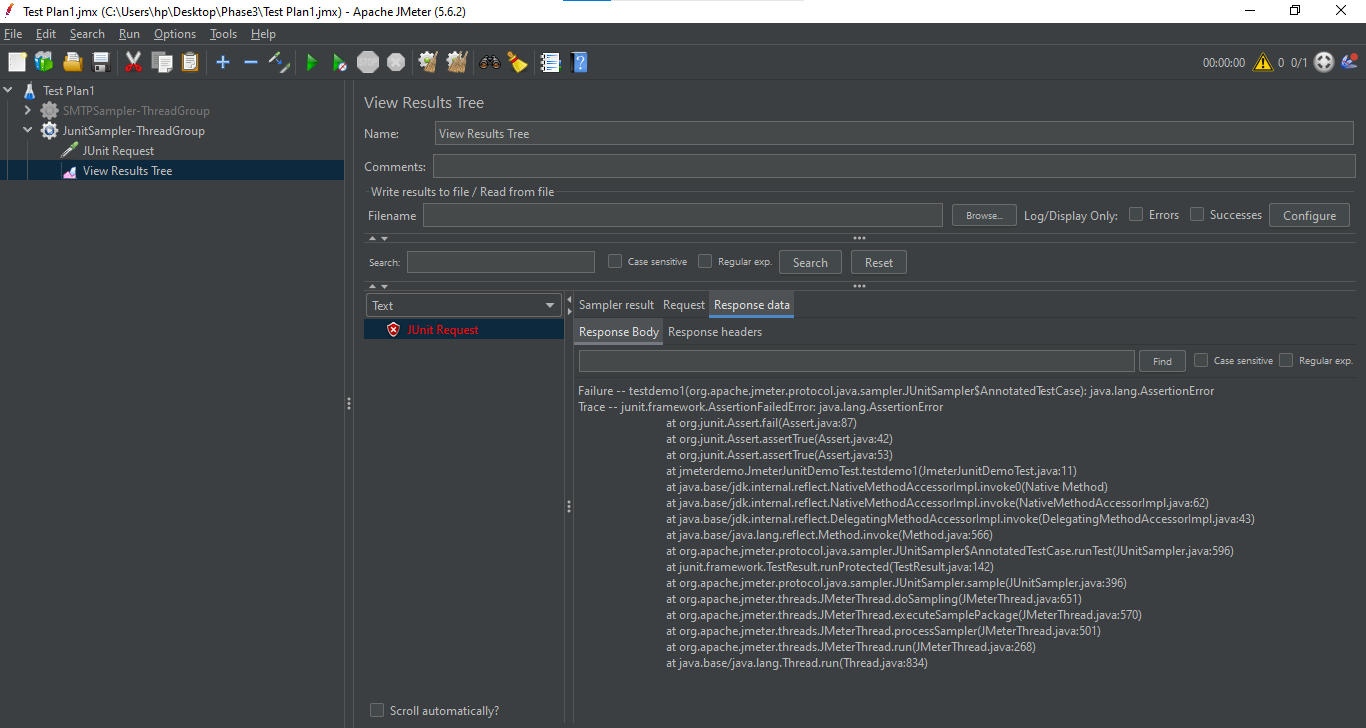 Test Plan1.jmx (C:\Users\hp\Desktop\Phase3\Test Plan1.jmx) - Apache JMeter (5.6.2)
File Edit Search Run Options Tools Help
STOP
00:00:00 0 0/1
Test Plan1
SMTPSampler-ThreadGroup
JunitSampler-ThreadGroup
JUnit Request
View Results Tree
View Results Tree
Name: View Results Tree
Comments:
Write results to file / Read from file
Filename Browse... Log/Display Only: Errors Successes Configure
Search: Case sensitive Regular exp. Search Reset
Text
JUnit Request
Sampler result Request Response data
Response Body Response headers
Find Case sensitive Regular exp.
Failure -- testdemo1(org.apache.jmeter.protocol.java.sampler.JUnitSampler$AnnotatedTestCase): java.lang.AssertionError
Trace -- junit.framework.AssertionFailedError: java.lang.AssertionError
at org.junit.Assert.fail(Assert.java:87)
at org.junit.Assert.assertTrue(Assert.java:42)
at org.junit.Assert.assertTrue(Assert.java:53)
at jmeterdemo.JmeterJunitDemoTest.testdemo1(JmeterJunitDemoTest.java:11)
at java.base/jdk.internal.reflect.NativeMethodAccessorImpl.invoke0(Native Method)
at java.base/jdk.internal.reflect.NativeMethodAccessorImpl.invoke(NativeMethodAccessorImpl.java:62)
at java.base/jdk.internal.reflect.DelegatingMethodAccessorImpl.invoke(DelegatingMethodAccessorImpl.java:43)
at java.base/java.lang.reflect.Method.invoke(Method.java:566)
at org.apache.jmeter.protocol.java.sampler.JUnitSampler$AnnotatedTestCase.runTest(JUnitSampler.java:596)
at junit.framework.TestResult.runProtected(TestResult.java:142)
at org.apache.jmeter.protocol.java.sampler.JUnitSampler.sample(JUnitSampler.java:396)
at org.apache.jmeter.threads.JMeterThread.doSampling(JMeterThread.java:651)
at org.apache.jmeter.threads.JMeterThread.executeSamplePackage(JMeterThread.java:570)
at org.apache.jmeter.threads.JMeterThread.processSampler(JMeterThread.java:501)
at org.apache.jmeter.threads.JMeterThread.run(JMeterThread.java:268)
at java.base/java.lang.Thread.run(Thread.java:834)
Scroll automatically?